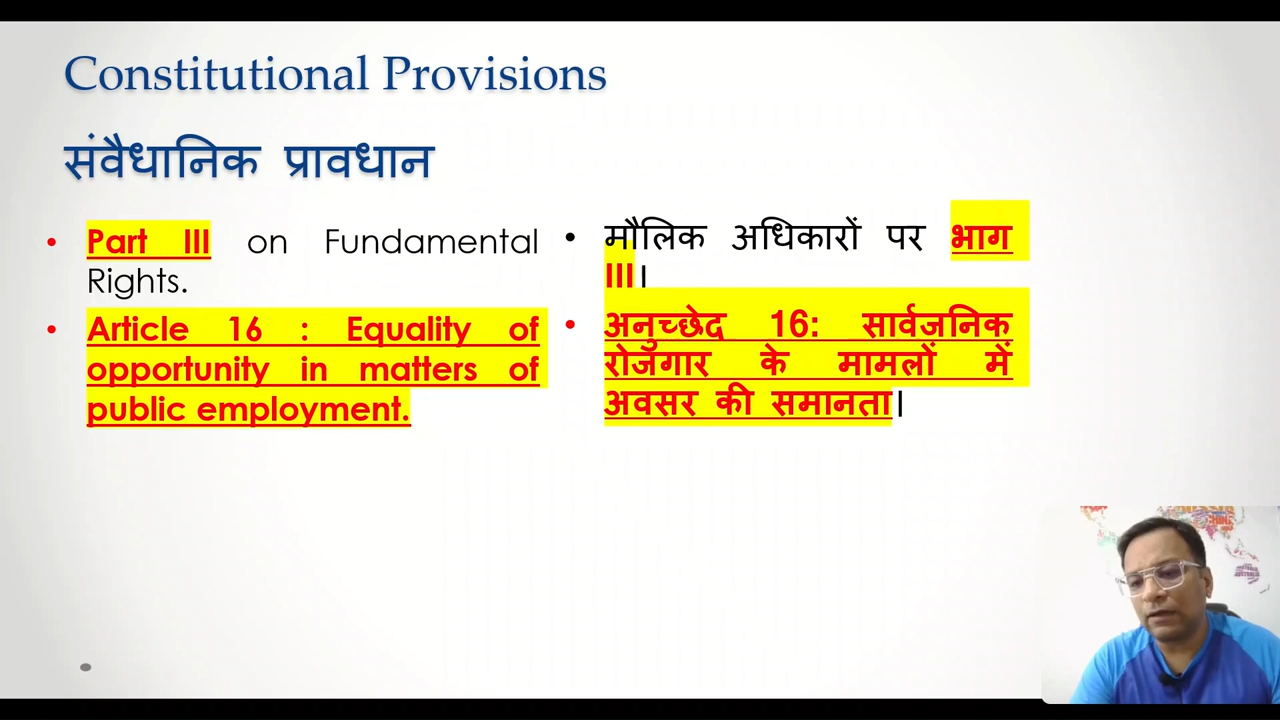 Constitutional Provisions
संवैधानिक प्रावधान
• Part III on Fundamental
Rights.
• Article 16 : Equality of
opportunity in matters of
public employment.
• मौलिक अधिकारों पर भाग
III।
• अनुच्छेद 16: सार्वजनिक
रोजगार के मामलों में
अवसर की समानता।